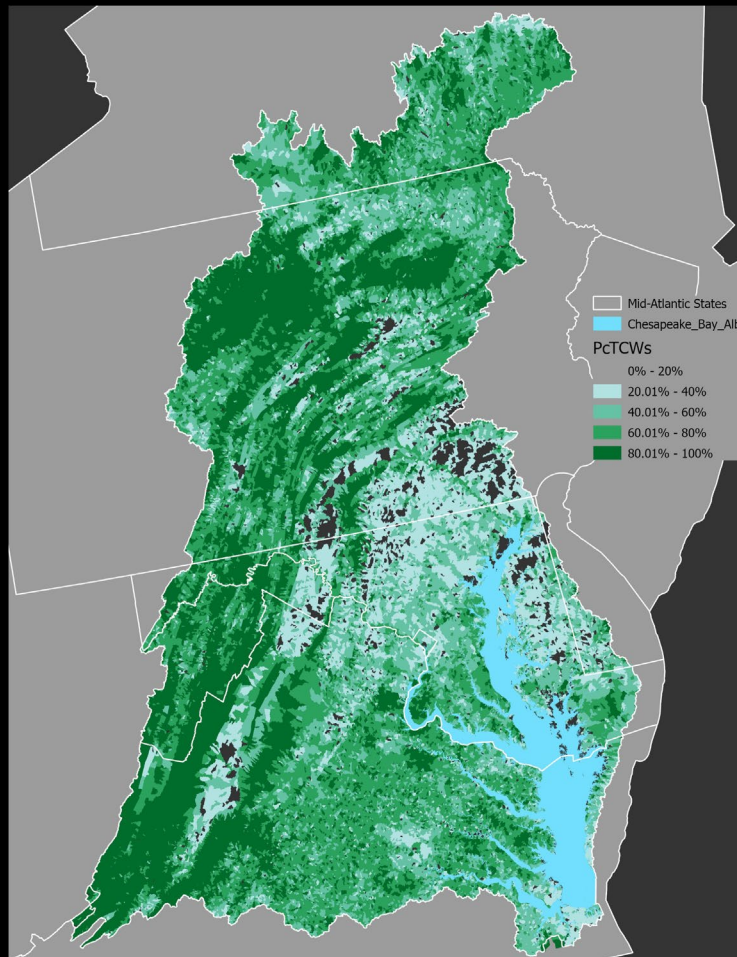 Mid-Atlantic States
Chesapeake_Bay_Alb
PcTCWs
0% - 20%
20.01% - 40%
40.01% - 60%
60.01% - 80%
80.01% - 100%